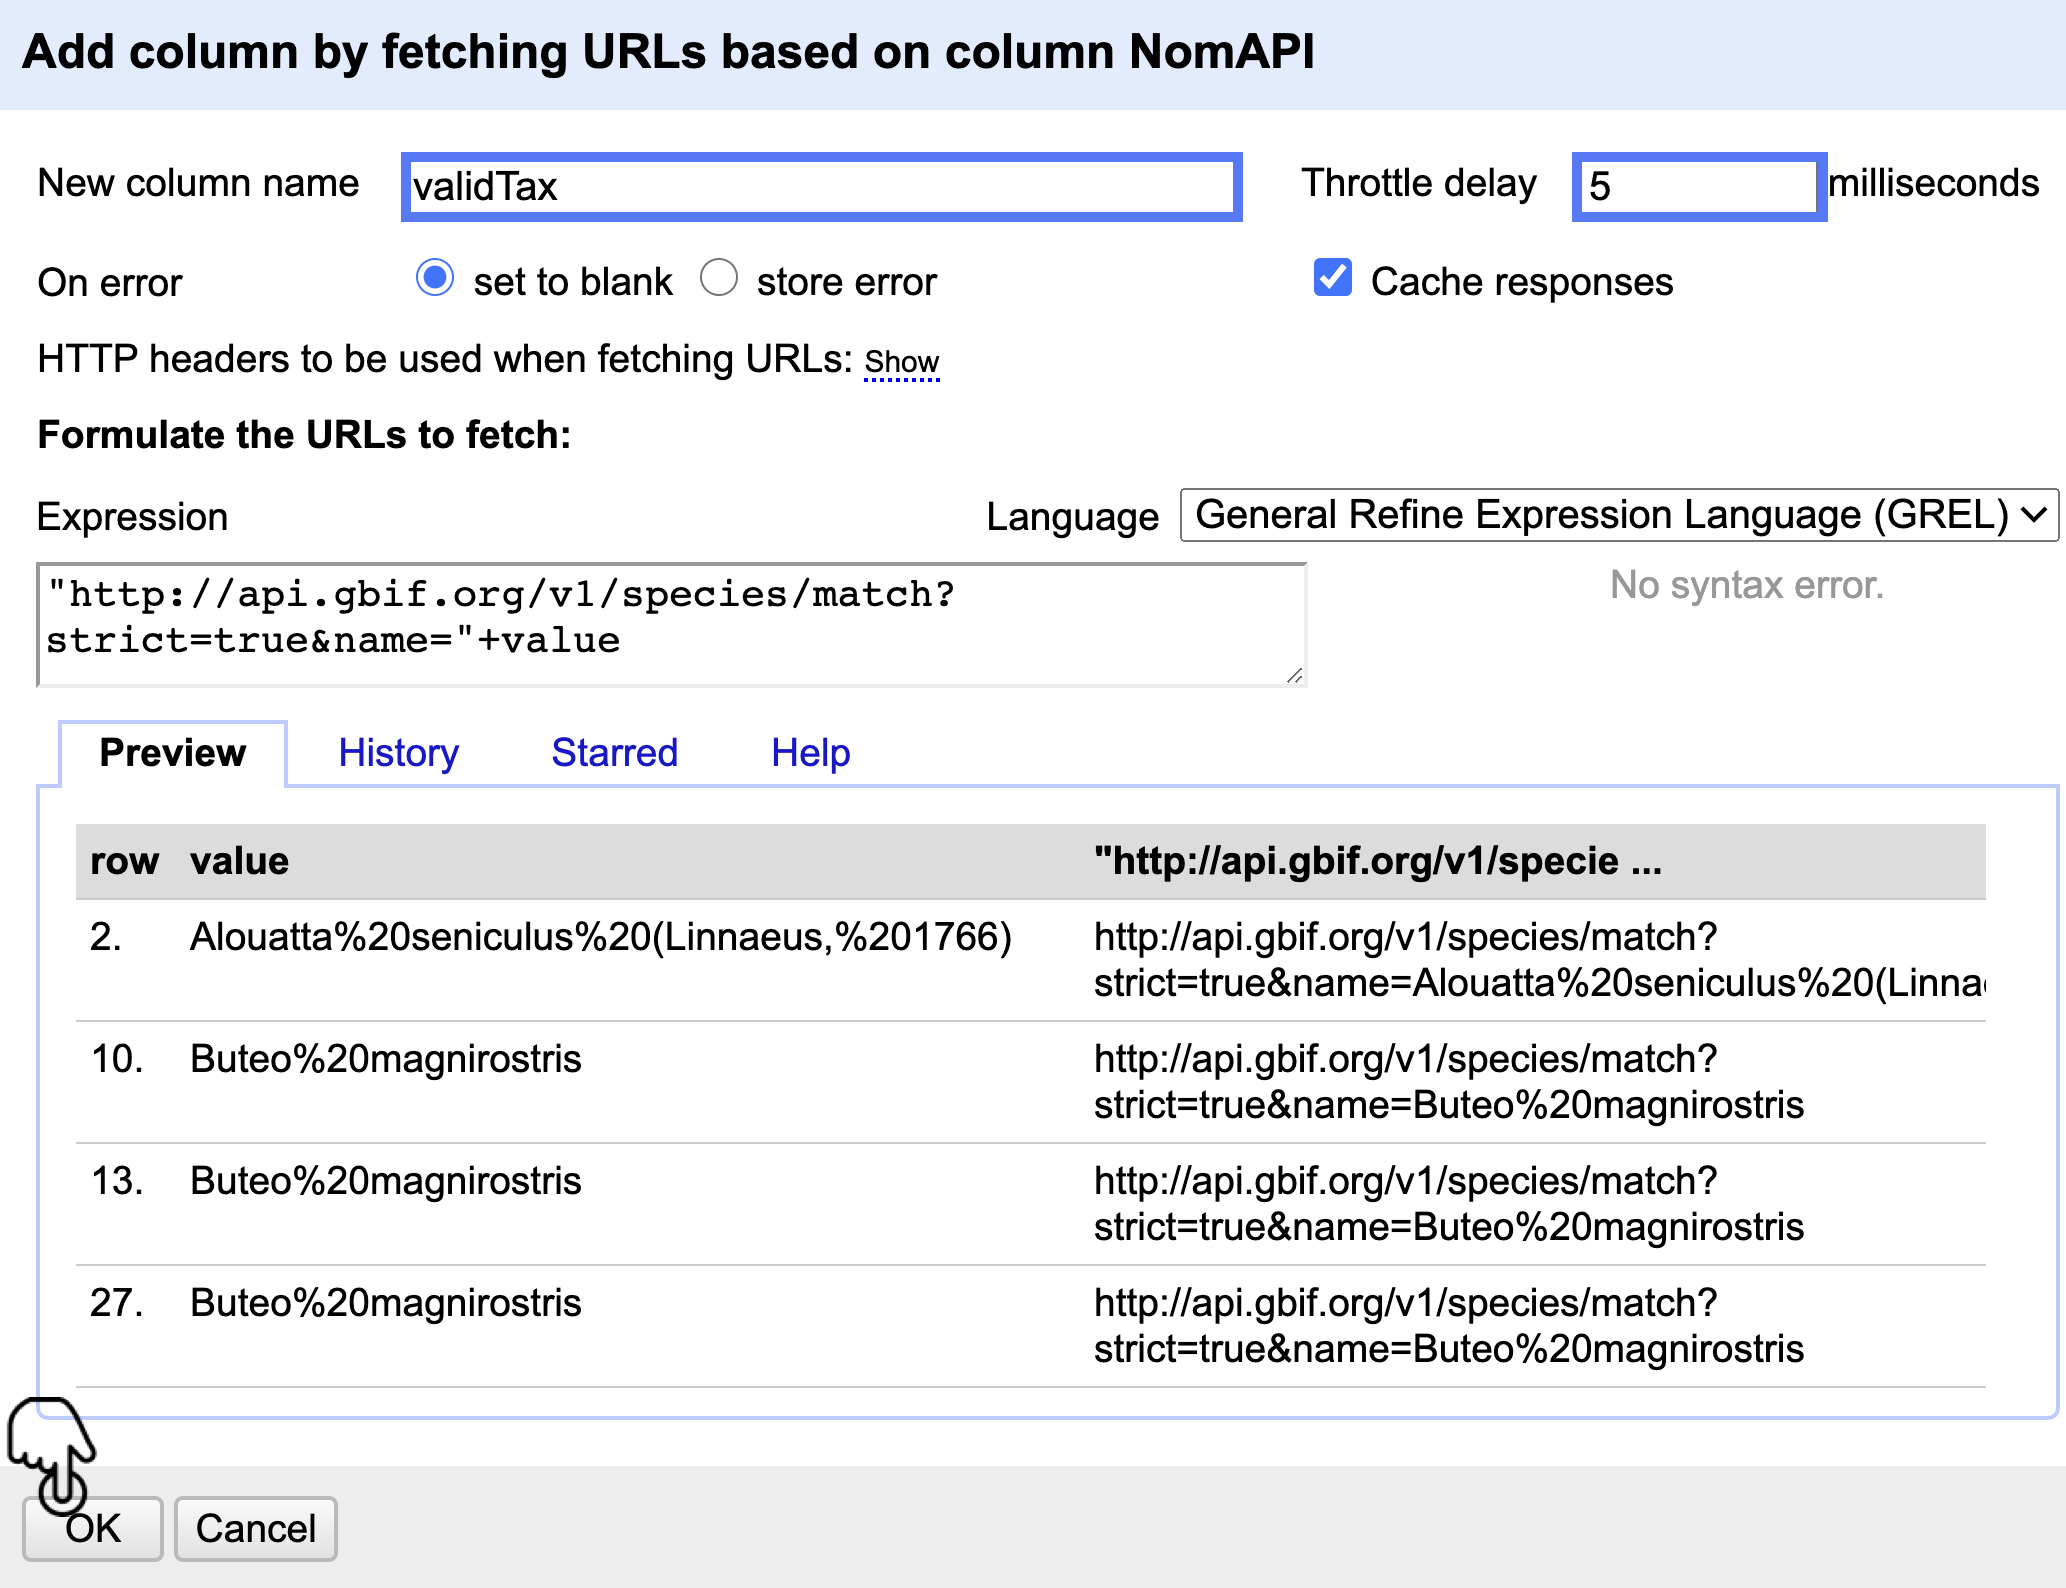 Add column by fetching URLs based on column NomAPI
New column name validTax Throttle delay 5 milliseconds
On error set to blank store error Cache responses
HTTP headers to be used when fetching URLs: Show
Formulate the URLs to fetch:
Expression Language General Refine Expression Language (GREL)
"http://api.gbif.org/v1/species/match?
strict=true&name="+value
No syntax error.
Preview History Starred Help
row value "http://api.gbif.org/v1/specie ...
2. Alouatta%20seniculus%20(Linnaeus,%201766) http://api.gbif.org/v1/species/match?
strict=true&name=Alouatta%20seniculus%20(Linna
10. Buteo%20magnirostris http://api.gbif.org/v1/species/match?
strict=true&name=Buteo%20magnirostris
13. Buteo%20magnirostris http://api.gbif.org/v1/species/match?
strict=true&name=Buteo%20magnirostris
27. Buteo%20magnirostris http://api.gbif.org/v1/species/match?
strict=true&name=Buteo%20magnirostris
OK Cancel